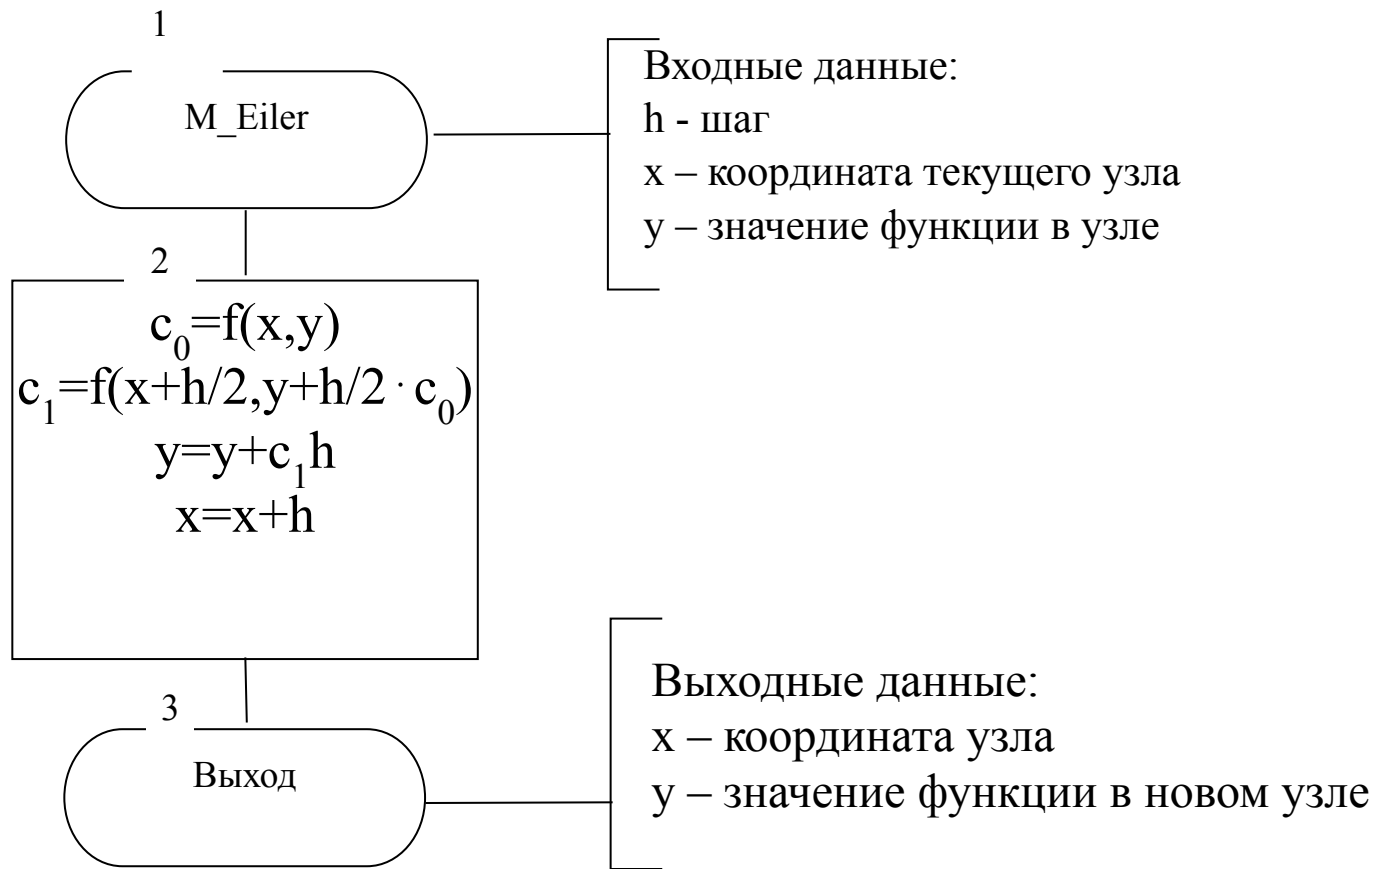 1
M_Eiler
Входные данные:
h - шаг
x – координата текущего узла
y – значение функции в узле
2
c₀=f(x,y)
c₁=f(x+h/2,y+h/2·c₀)
y=y+c₁h
x=x+h
3
Выход
Выходные данные:
x – координата узла
y – значение функции в новом узле